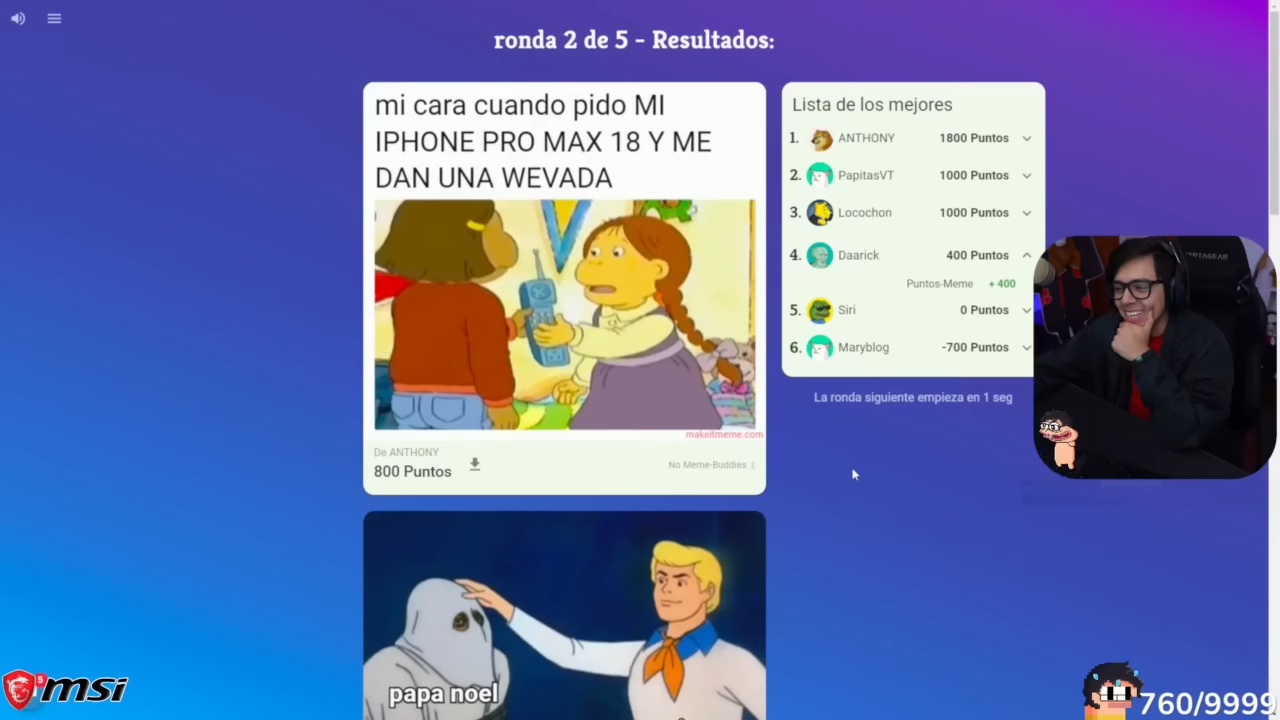 ronda 2 de 5 - Resultados:
mi cara cuando pido MI
IPHONE PRO MAX 18 Y ME
DAN UNA WEVADA
makeitmeme.com
De ANTHONY
800 Puntos
No Meme-Buddies :(
papa noel
Lista de los mejores
1. ANTHONY 1800 Puntos
2. PapitasVT 1000 Puntos
3. Locochon 1000 Puntos
4. Daarick 400 Puntos
Puntos-Meme + 400
5. Siri 0 Puntos
6. Maryblog -700 Puntos
La ronda siguiente empieza en 1 seg
5
msi
760/9999